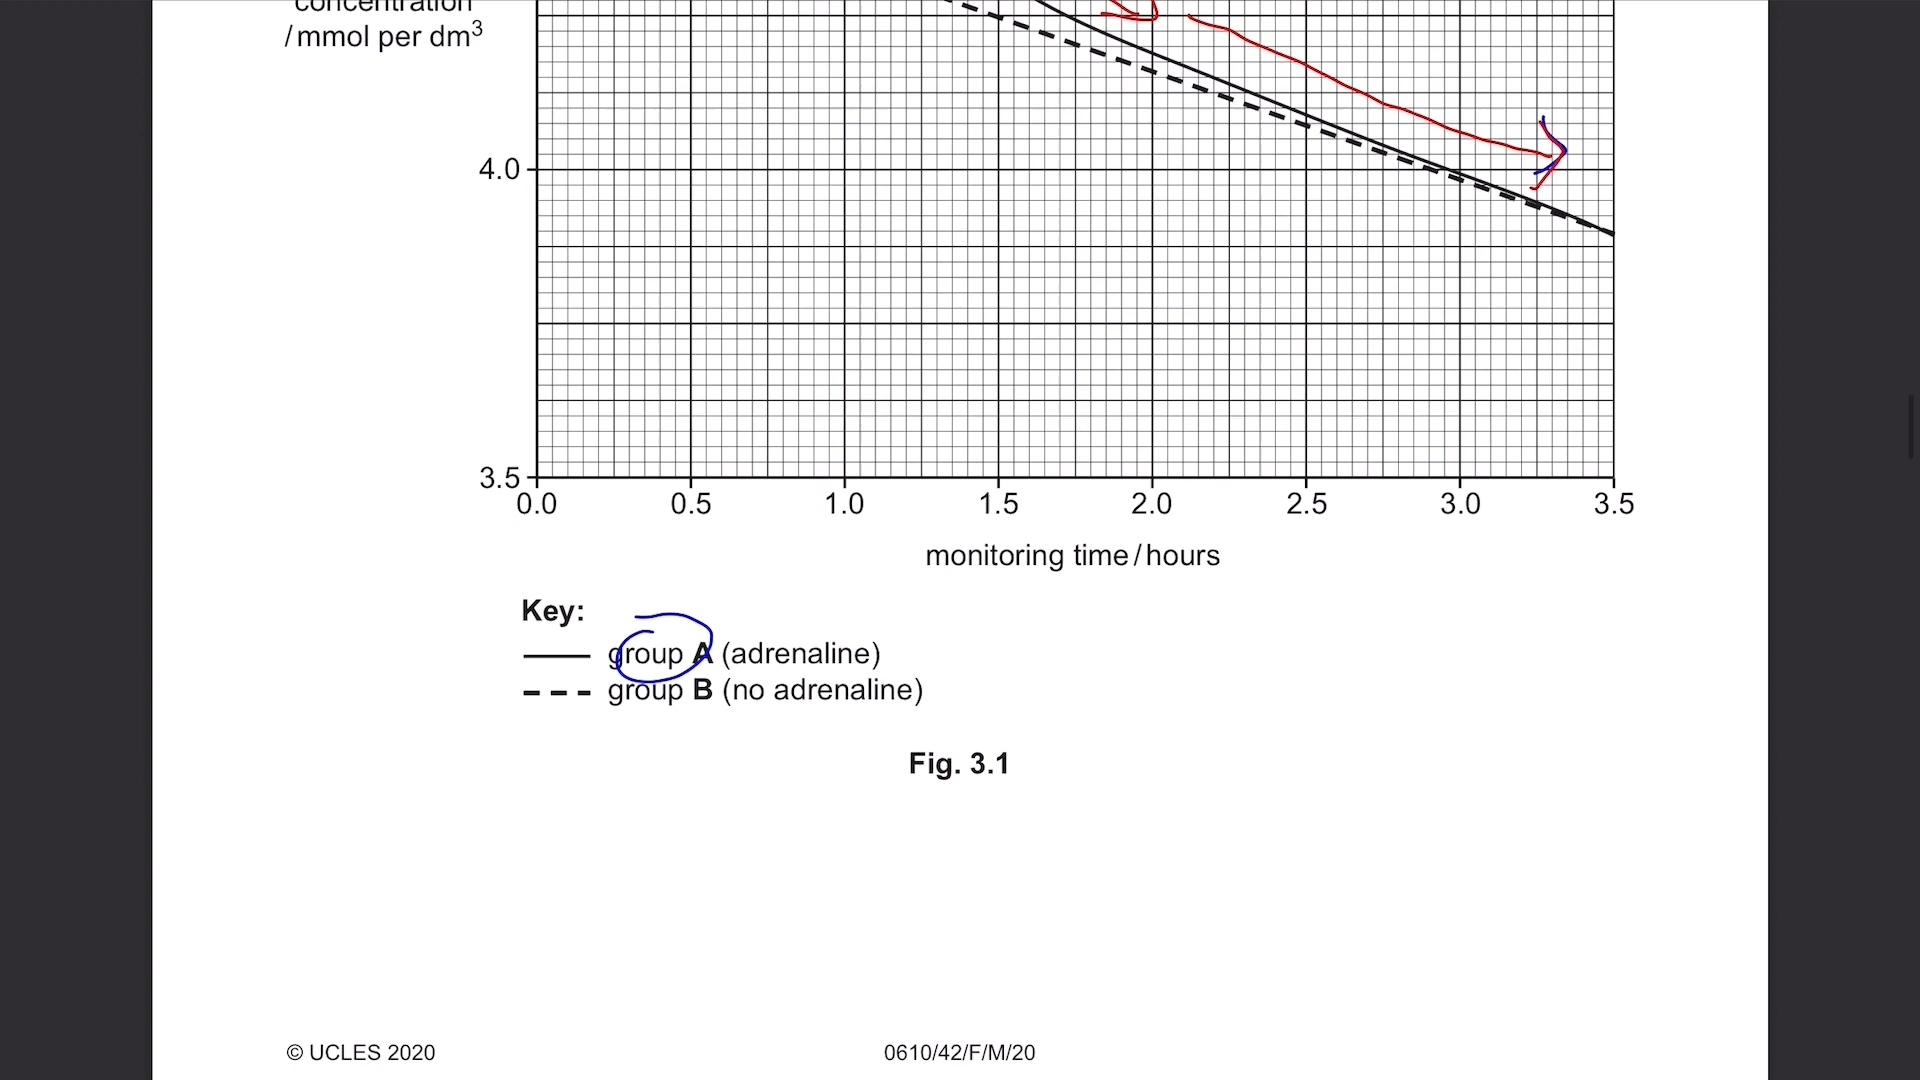 concentration
/ mmol per dm3
4.0
3.5
0.0 0.5 1.0 1.5 2.0 2.5 3.0 3.5
monitoring time / hours
Key:
group A (adrenaline)
group B (no adrenaline)
Fig. 3.1
© UCLES 2020
0610/42/F/M/20